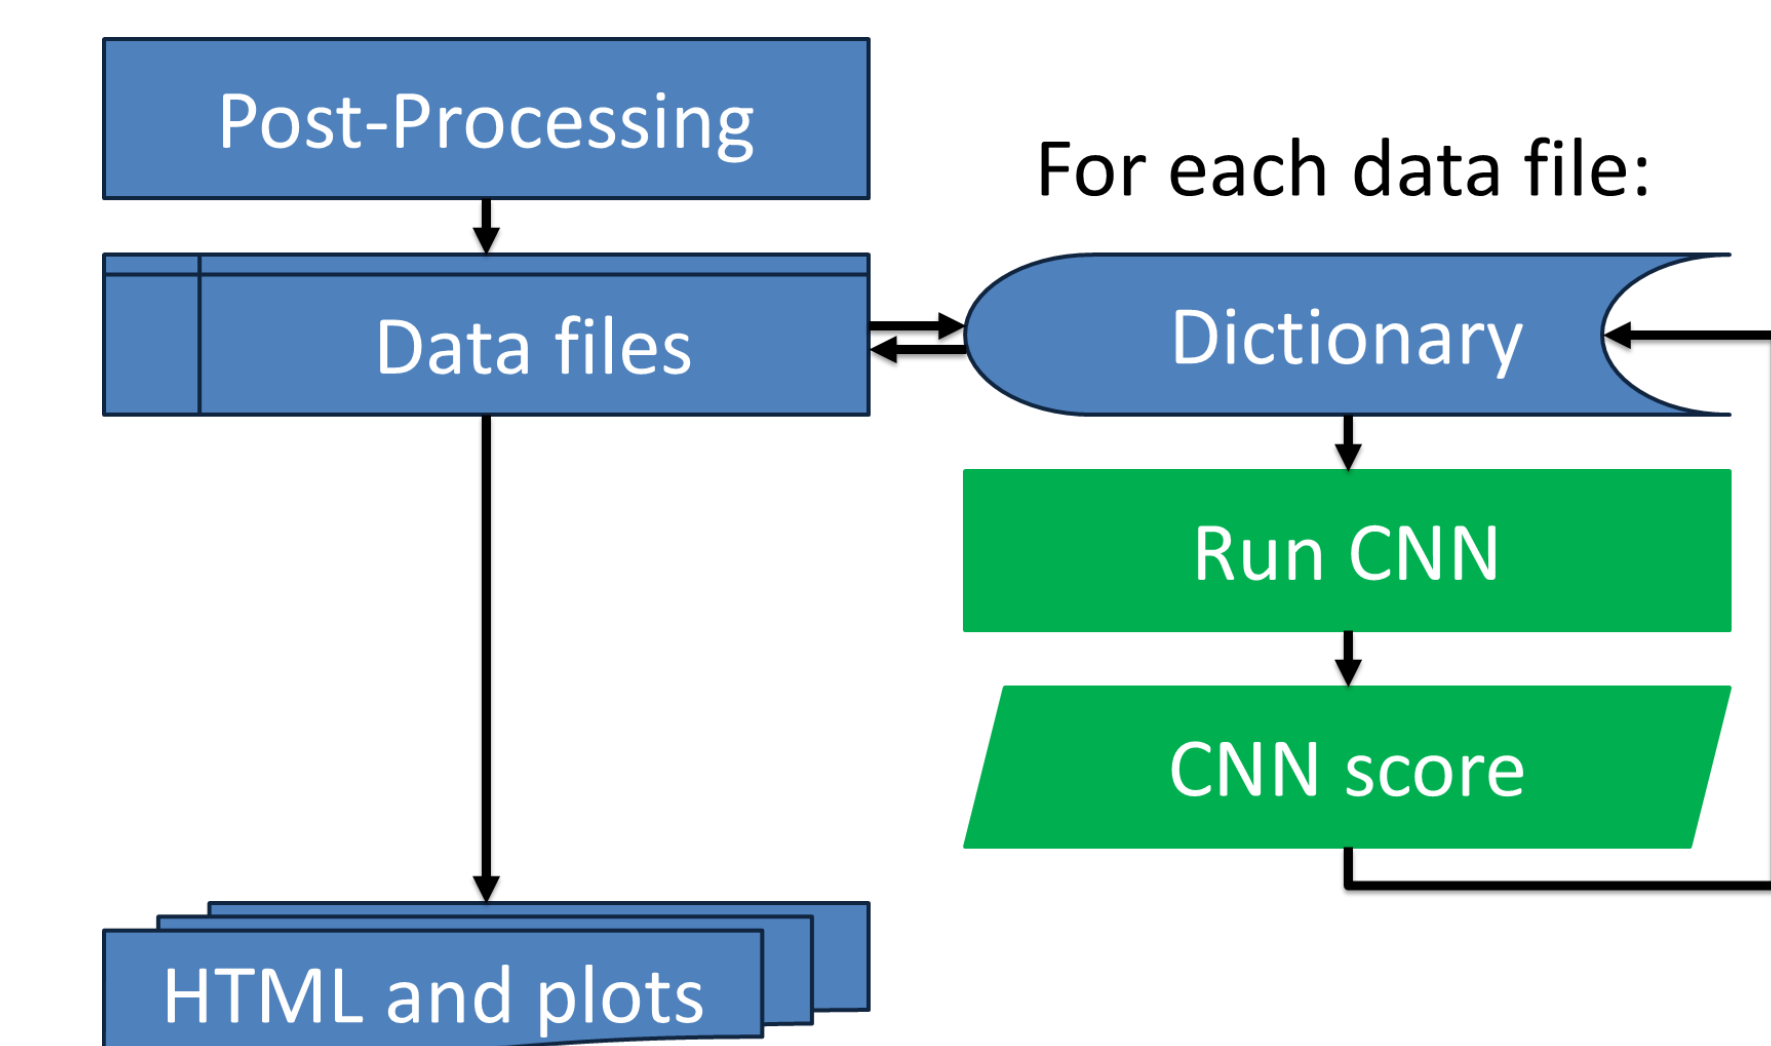 Post-Processing
For each data file:
Data files
Dictionary
Run CNN
CNN score
HTML and plots